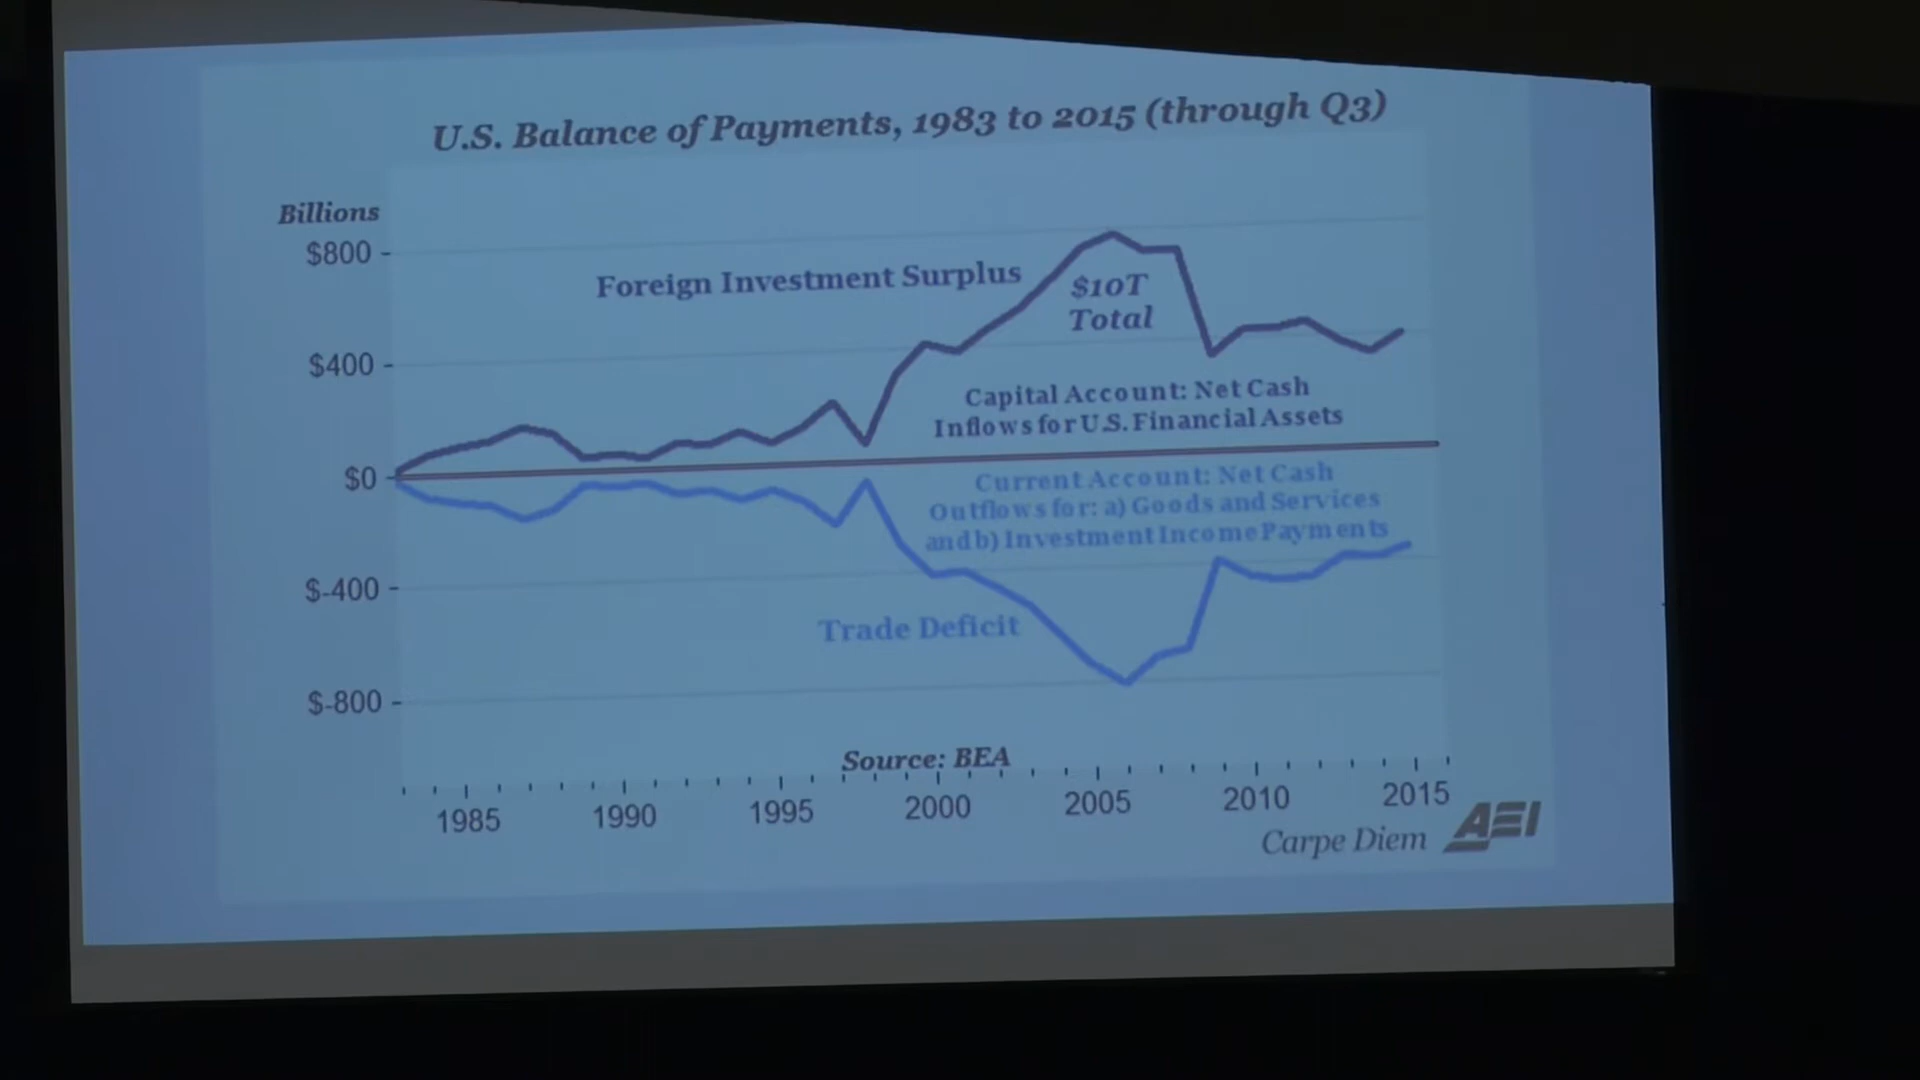 U.S. Balance of Payments, 1983 to 2015 (through Q3)
Billions
$800
Foreign Investment Surplus
$10T
Total
$400
Capital Account: Net Cash
Inflows for U.S. Financial Assets
$0
Current Account: Net Cash
Outflows for: a) Goods and Services
and b) Investment Income Payments
$-400
Trade Deficit
$-800
Source: BEA
1985 1990 1995 2000 2005 2010 2015
Carpe Diem AEI